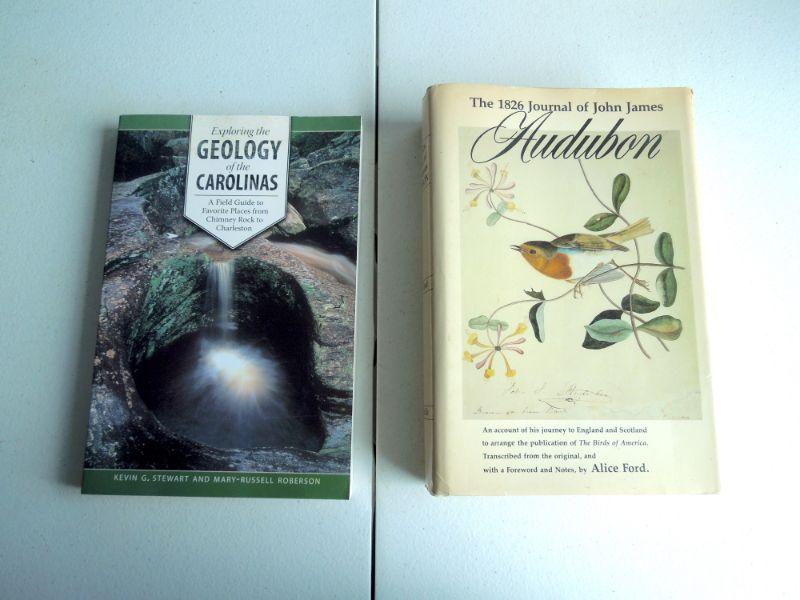 Exploring the
GEOLOGY
of the
CAROLINAS
A Field Guide to
Favorite Places from
Chimney Rock to
Charleston
KEVIN G. STEWART AND MARY-RUSSELL ROBERSON
The 1826 Journal of John James
Audubon
An account of his journey to England and Scotland
to arrange the publication of The Birds of America.
Transcribed from the original, and
with a Foreword and Notes, by Alice Ford.